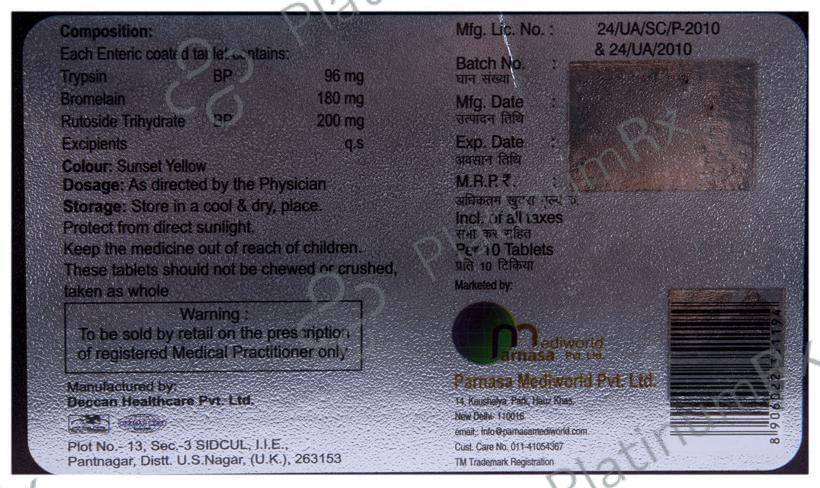 Composition:
Each Enteric coated tablet contains:
Trypsin BP 96 mg
Bromelain 180 mg
Rutoside Trihydrate BP 200 mg
Excipients q.s
Colour: Sunset Yellow
Dosage: As directed by the Physician
Storage: Store in a cool & dry, place.
Protect from direct sunlight.
Keep the medicine out of reach of children.
These tablets should not be chewed or crushed,
taken as whole
Warning :
To be sold by retail on the prescription
of registered Medical Practitioner only
Manufactured by:
Deccan Healthcare Pvt. Ltd.
Plot No.- 13, Sec.-3 SIDCUL, I.I.E.,
Pantnagar, Distt. U.S.Nagar, (U.K.), 263153
Mfg. Lic. No. : 24/UA/SC/P-2010
& 24/UA/2010
Batch No. :
घान संख्या
Mfg. Date :
उत्पादन तिथि
Exp. Date :
अवसान तिथि
M.R.P. ₹. :
अधिकतम खुदरा
Incl. of all taxes
सभी कर सहित
Per 10 Tablets
प्रति 10 टिकिया
Marketed by:
Parnasa Mediworld Pvt. Ltd.
Parnasa Mediworld Pvt. Ltd.
14, Kaushalya Park, Hauz Khas,
New Delhi- 110016
email: info@parnasamediworld.com
Cust. Care No. 011-41054367
TM Trademark Registration
PlatinumRx
PlatinumRx
PlatinumRx